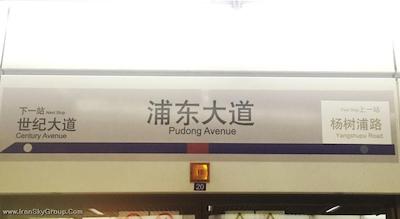 下一站 Next Stop
世纪大道
Century Avenue
浦东大道
Pudong Avenue
Past Stop 上一站
杨树浦路
Yangshupu Road
20
www.IranSkyGroup.Com